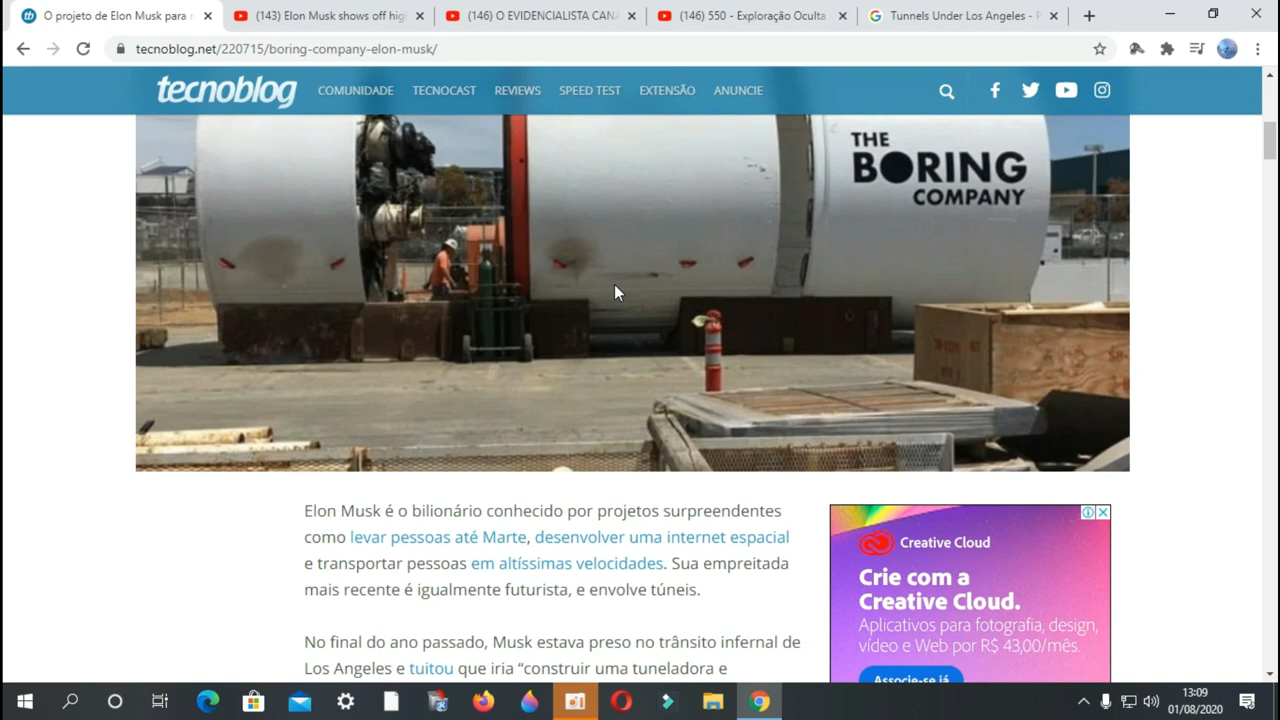 O projeto de Elon Musk para r
(143) Elon Musk shows off hig
(146) O EVIDENCIALISTA CANA
(146) 550 - Exploração Oculta
Tunnels Under Los Angeles - P
tecnoblog.net/220715/boring-company-elon-musk/
tecnoblog
COMUNIDADE
TECNOCAST
REVIEWS
SPEED TEST
EXTENSÃO
ANUNCIE
THE
BORING
COMPANY
Elon Musk é o bilionário conhecido por projetos surpreendentes
como levar pessoas até Marte, desenvolver uma internet espacial
e transportar pessoas em altíssimas velocidades. Sua empreitada
mais recente é igualmente futurista, e envolve túneis.
No final do ano passado, Musk estava preso no trânsito infernal de
Los Angeles e tuitou que iria “construir uma tuneladora e
Creative Cloud
Crie com a
Creative Cloud.
Aplicativos para fotografia, design,
vídeo e Web por R$ 43,00/mês.
Associe-se já
13:09
01/08/2020